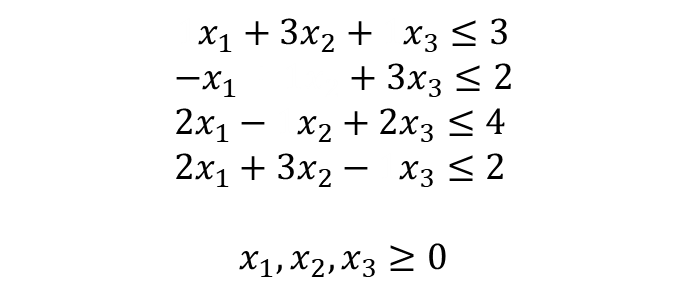 x₁ + 3x₂ + x₃ ≤ 3
−x₁ + 3x₃ ≤ 2
2x₁ − x₂ + 2x₃ ≤ 4
2x₁ + 3x₂ − x₃ ≤ 2
x₁, x₂, x₃ ≥ 0